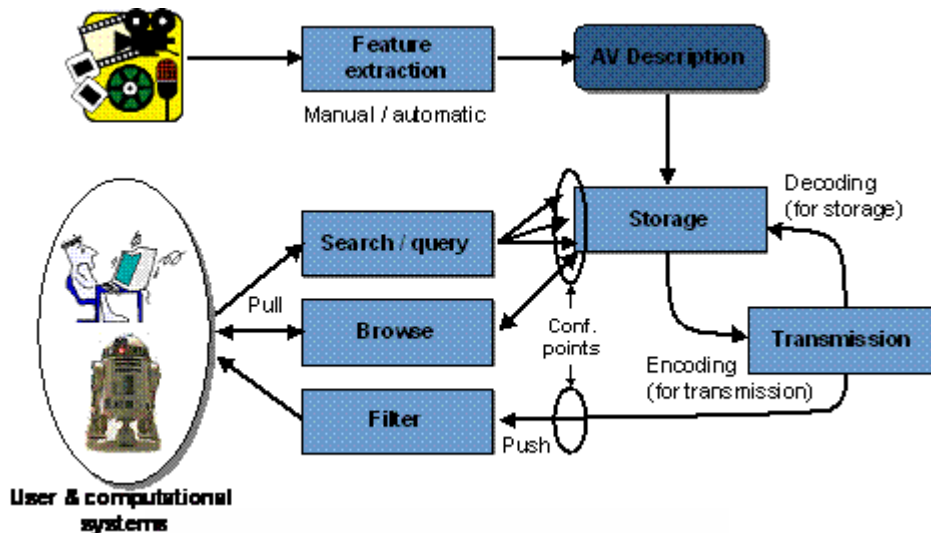 Feature
extraction
AV Description
Manual / automatic
Storage
Decoding
(for storage)
Search / query
Pull
Browse
Conf.
points
Transmission
Encoding
(for transmission)
Filter
Push
User & computational
systems